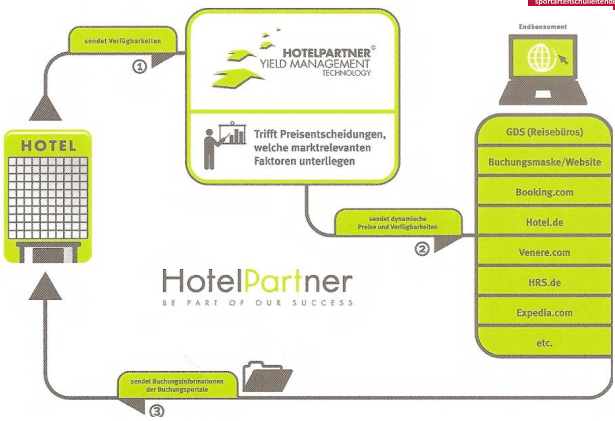 sportartenschulleitende
Endkonsument
sendet Verfügbarkeiten
1
HOTELPARTNER©
YIELD MANAGEMENT
TECHNOLOGY
Trifft Preisentscheidungen,
welche marktrelevanten
Faktoren unterliegen
HOTEL
GDS (Reisebüros)
Buchungsmaske/Website
Booking.com
Hotel.de
Venere.com
HRS.de
Expedia.com
etc.
sendet dynamische
Preise und Verfügbarkeiten
2
HotelPartner
BE PART OF OUR SUCCESS
sendet Buchungsinformationen
der Buchungsportale
3